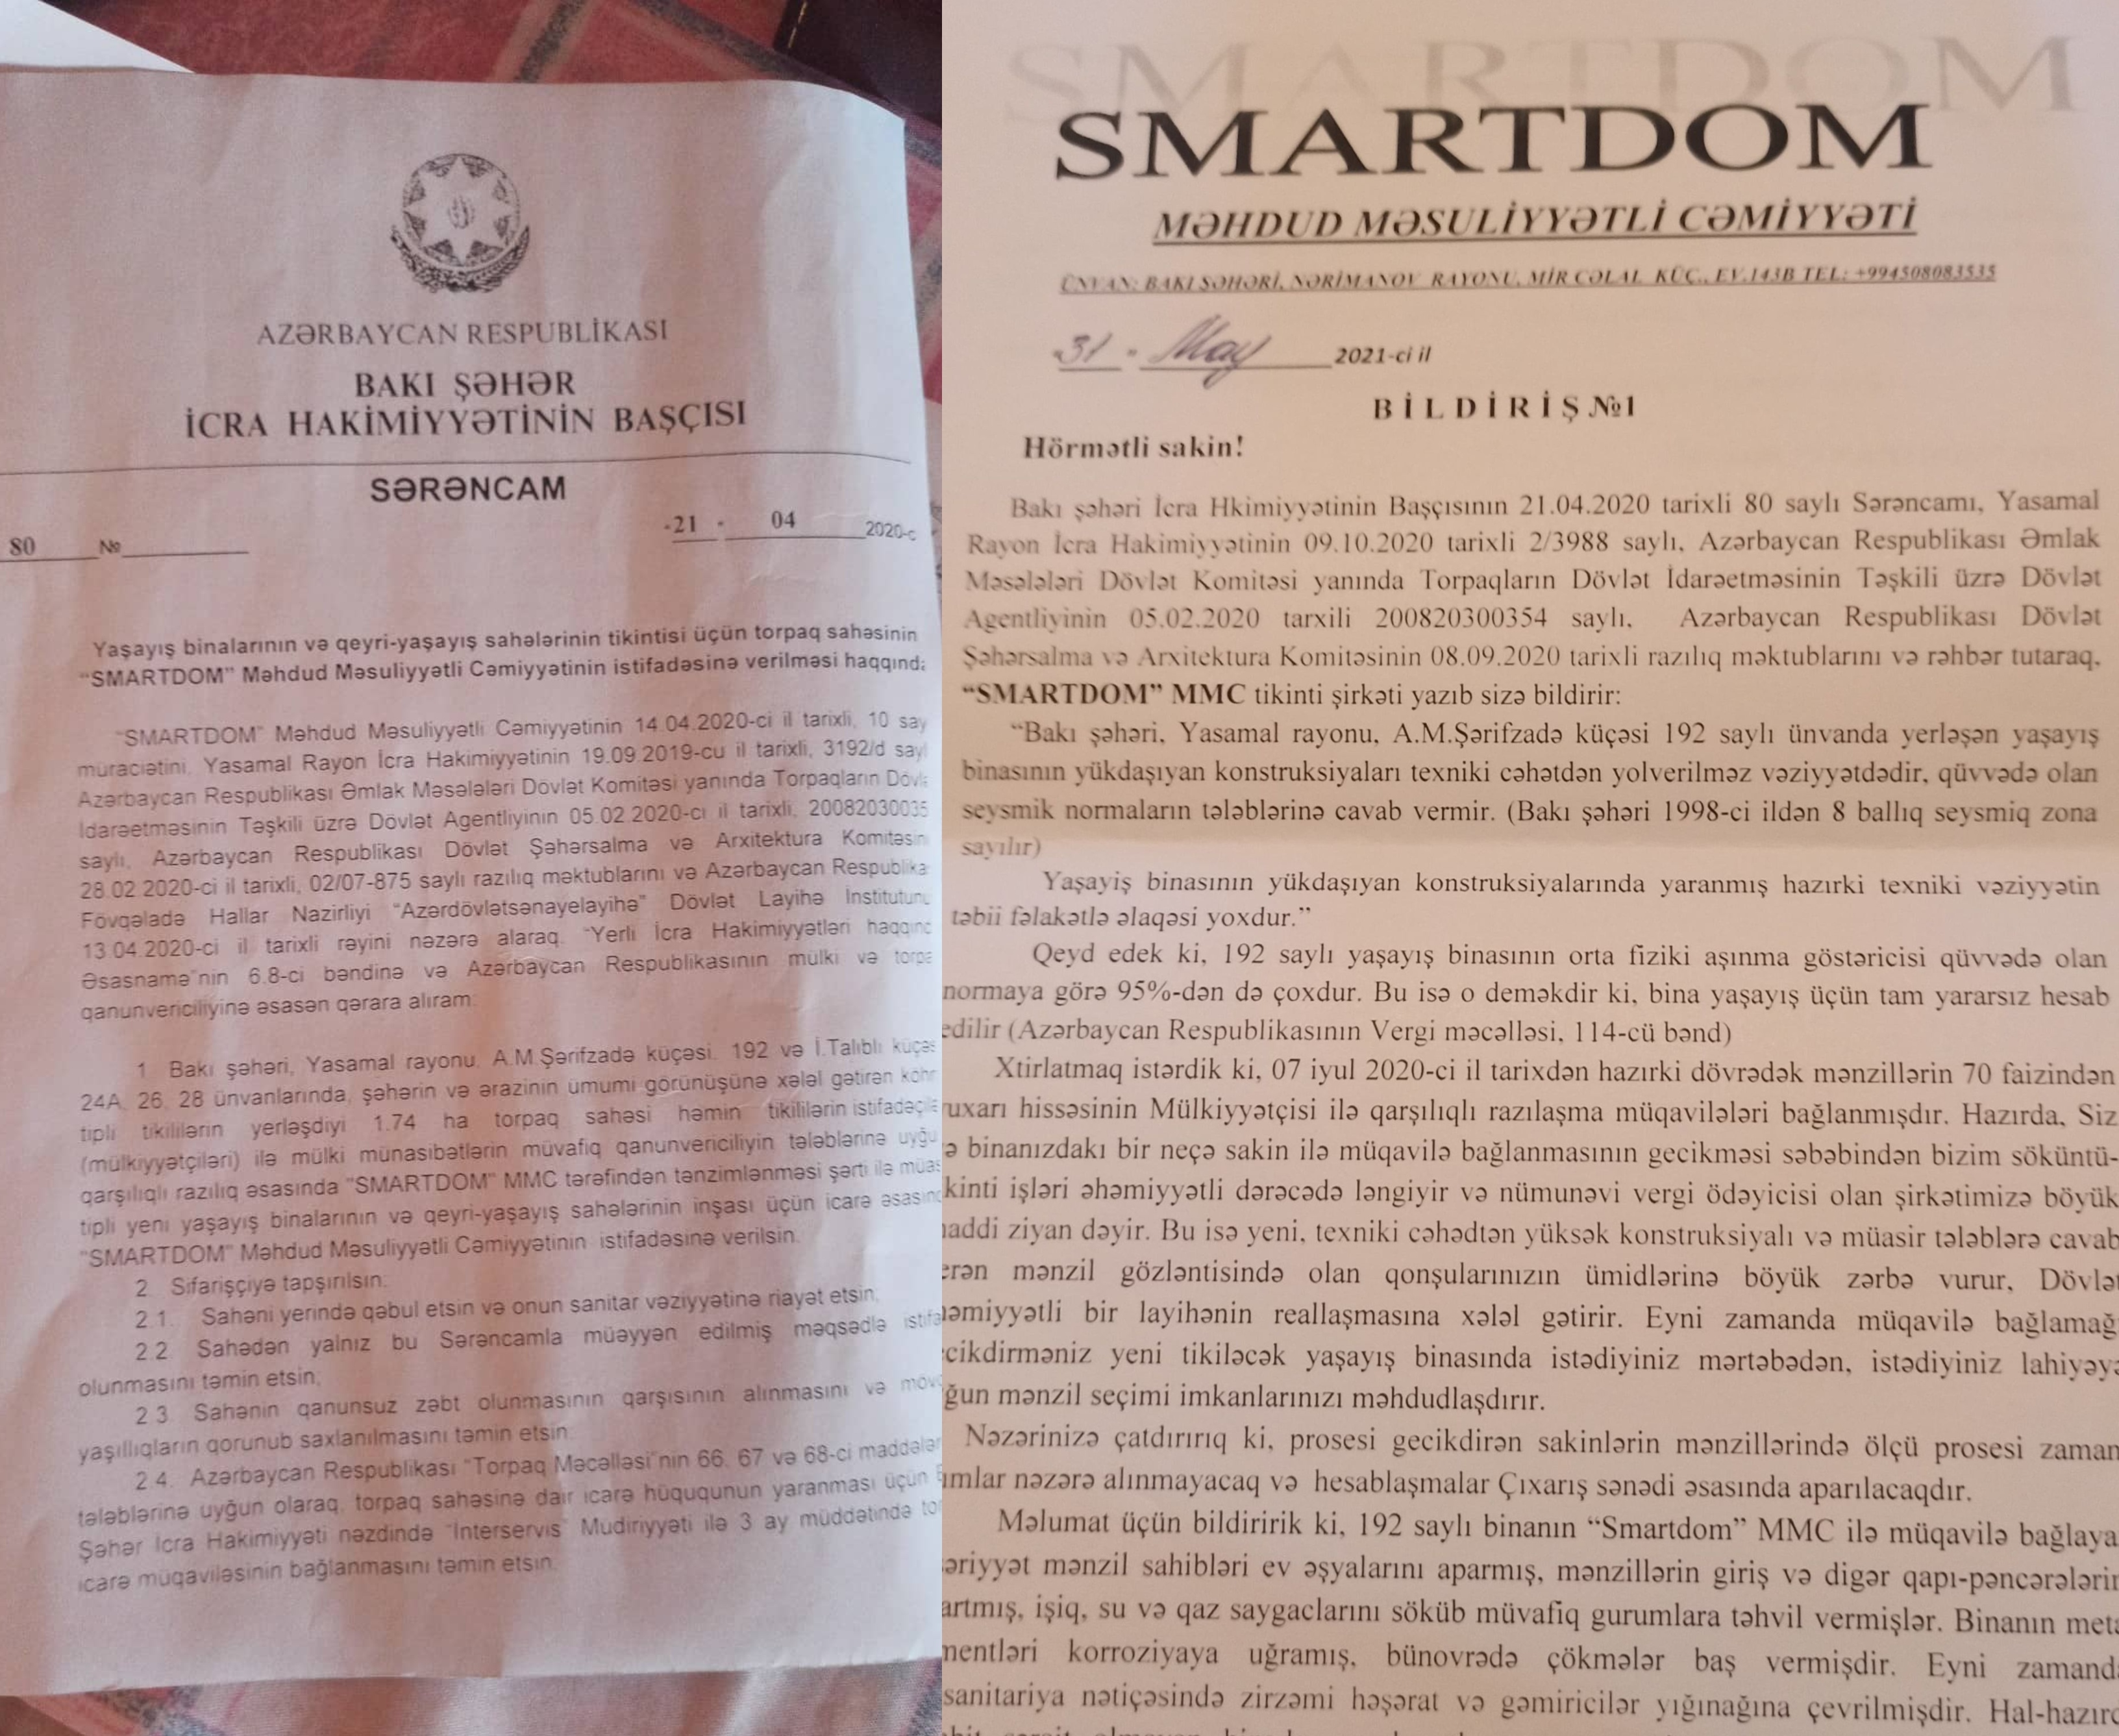 AZƏRBAYCAN RESPUBLİKASI
BAKI ŞƏHƏR
İCRA HAKİMİYYƏTİNİN BAŞÇISI
SƏRƏNCAM
80 № 21 04 2020-c
Yaşayış binalarının və qeyri-yaşayış sahələrinin tikintisi üçün torpaq sahəsinin
"SMARTDOM" Məhdud Məsuliyyətli Cəmiyyətinin istifadəsinə verilməsi haqqında
"SMARTDOM" Məhdud Məsuliyyətli Cəmiyyətinin 14.04.2020-ci il tarixli, 10 say
müraciətini, Yasamal Rayon İcra Hakimiyyətinin 19.09.2019-cu il tarixli, 3192/d sayl
Azərbaycan Respublikası Əmlak Məsələləri Dövlət Komitəsi yanında Torpaqların Dövlə
İdarəetməsinin Təşkili üzrə Dövlət Agentliyinin 05.02.2020-ci il tarixli, 20082030035
saylı, Azərbaycan Respublikası Dövlət Şəhərsalma və Arxitektura Komitəsin
28.02.2020-ci il tarixli, 02/07-875 saylı razılıq məktublarını və Azərbaycan Respublika
Fövqəladə Hallar Nazirliyi "Azərdövlətsənayelayihə" Dövlət Layihə İnstitutunu
13.04.2020-ci il tarixli rəyini nəzərə alaraq, "Yerli İcra Hakimiyyətləri haqqınd
Əsasnamə"nin 6.8-ci bəndinə və Azərbaycan Respublikasının mülki və torpa
qanunvericiliyinə əsasən qərara alıram:
1 Bakı şəhəri, Yasamal rayonu, A.M.Şərifzadə küçəsi, 192 və İ.Talıblı küçəs
24A, 26, 28 ünvanlarında, şəhərin və ərazinin ümumi görünüşünə xələl gətirən köhn
tipli tikililərin yerləşdiyi 1.74 ha torpaq sahəsi həmin tikililərin istifadəçilə
(mülkiyyətçiləri) ilə mülki münasibətlərin müvafiq qanunvericiliyin tələblərinə uyğu
qarşılıqlı razılıq əsasında "SMARTDOM" MMC tərəfindən tənzimlənməsi şərti ilə müas
tipli yeni yaşayış binalarının və qeyri-yaşayış sahələrinin inşası üçün icarə əsasınd
"SMARTDOM" Məhdud Məsuliyyətli Cəmiyyətinin istifadəsinə verilsin.
2 Sifarişçiyə tapşırılsın:
2.1. Sahəni yerində qəbul etsin və onun sanitar vəziyyətinə riayət etsin;
2.2 Sahədən yalnız bu Sərəncamla müəyyən edilmiş məqsədlə istifa
olunmasını təmin etsin;
2.3 Sahənin qanunsuz zəbt olunmasının qarşısının alınmasını və möv
yaşıllıqların qorunub saxlanılmasını təmin etsin;
2.4. Azərbaycan Respublikası "Torpaq Məcəlləsi"nin 66, 67 və 68-ci maddələr
tələblərinə uyğun olaraq, torpaq sahəsinə dair icarə hüququnun yaranması üçün B
Şəhər İcra Hakimiyyəti nəzdində "İnterservis" Müdiriyyəti ilə 3 ay müddətində to
icarə müqaviləsinin bağlanmasını təmin etsin.
SMARTDOM
SMARTDOM
MƏHDUD MƏSULİYYƏTLİ CƏMİYYƏTİ
ÜNVAN: BAKI ŞƏHƏRİ, NƏRİMANOV RAYONU, MİR CƏLAL KÜÇ., EV.143B TEL: +994508083535
31 May 2021-ci il
BİLDİRİŞ №1
Hörmətli sakin!
Bakı şəhəri İcra Hkimiyyətinin Başçısının 21.04.2020 tarixli 80 saylı Sərəncamı, Yasamal
Rayon İcra Hakimiyyətinin 09.10.2020 tarixli 2/3988 saylı, Azərbaycan Respublikası Əmlak
Məsələləri Dövlət Komitəsi yanında Torpaqların Dövlət İdarəetməsinin Təşkili üzrə Dövlət
Agentliyinin 05.02.2020 tarxili 200820300354 saylı, Azərbaycan Respublikası Dövlət
Şəhərsalma və Arxitektura Komitəsinin 08.09.2020 tarixli razılıq məktublarını və rəhbər tutaraq,
"SMARTDOM" MMC tikinti şirkəti yazıb sizə bildirir:
"Bakı şəhəri, Yasamal rayonu, A.M.Şərifzadə küçəsi 192 saylı ünvanda yerləşən yaşayış
binasının yükdaşıyan konstruksiyaları texniki cəhətdən yolverilməz vəziyyətdədir, qüvvədə olan
seysmik normaların tələblərinə cavab vermir. (Bakı şəhəri 1998-ci ildən 8 ballıq seysmiq zona
sayılır)
Yaşayiş binasının yükdaşıyan konstruksiyalarında yaranmış hazırki texniki vəziyyətin
təbii fəlakətlə əlaqəsi yoxdur."
Qeyd edek ki, 192 saylı yaşayış binasının orta fiziki aşınma göstəricisi qüvvədə olan
normaya görə 95%-dən də çoxdur. Bu isə o deməkdir ki, bina yaşayış üçün tam yararsız hesab
edilir (Azərbaycan Respublikasının Vergi məcəlləsi, 114-cü bənd)
Xtirlatmaq istərdik ki, 07 iyul 2020-ci il tarixdən hazırki dövrədək mənzillərin 70 faizindən
yuxarı hissəsinin Mülkiyyətçisi ilə qarşılıqlı razılaşma müqavilələri bağlanmışdır. Hazırda, Siz
ə binanızdakı bir neçə sakin ilə müqavilə bağlanmasının gecikməsi səbəbindən bizim söküntü-
kinti işləri əhəmiyyətli dərəcədə ləngiyir və nümunəvi vergi ödəyicisi olan şirkətimizə böyük
addi ziyan dəyir. Bu isə yeni, texniki cəhədtən yüksək konstruksiyalı və müasir tələblərə cavab
erən mənzil gözləntisində olan qonşularınızın ümidlərinə böyük zərbə vurur, Dövlət
əmiyyətli bir layihənin reallaşmasına xələl gətirir. Eyni zamanda müqavilə bağlamağ
cikdirməniz yeni tikiləcək yaşayış binasında istədiyiniz mərtəbədən, istədiyiniz lahiyəyə
ğun mənzil seçimi imkanlarınızı məhdudlaşdırır.
Nəzərinizə çatdırırıq ki, prosesi gecikdirən sakinlərin mənzillərində ölçü prosesi zaman
ımlar nəzərə alınmayacaq və hesablaşmalar Çıxarış sənədi əsasında aparılacaqdır.
Məlumat üçün bildiririk ki, 192 saylı binanın "Smartdom" MMC ilə müqavilə bağlaya
əriyyət mənzil sahibləri ev əşyalarını aparmış, mənzillərin giriş və digər qapı-pəncərələrin
artmış, işiq, su və qaz saygaclarını söküb müvafiq gurumlara təhvil vermişlər. Binanın meta
mentləri korroziyaya uğramış, bünovrədə çökmələr baş vermişdir. Eyni zamanda
sanitariya nətiçəsində zirzəmi həşərat və gəmiricilər yığınağına çevrilmişdir. Hal-hazırd